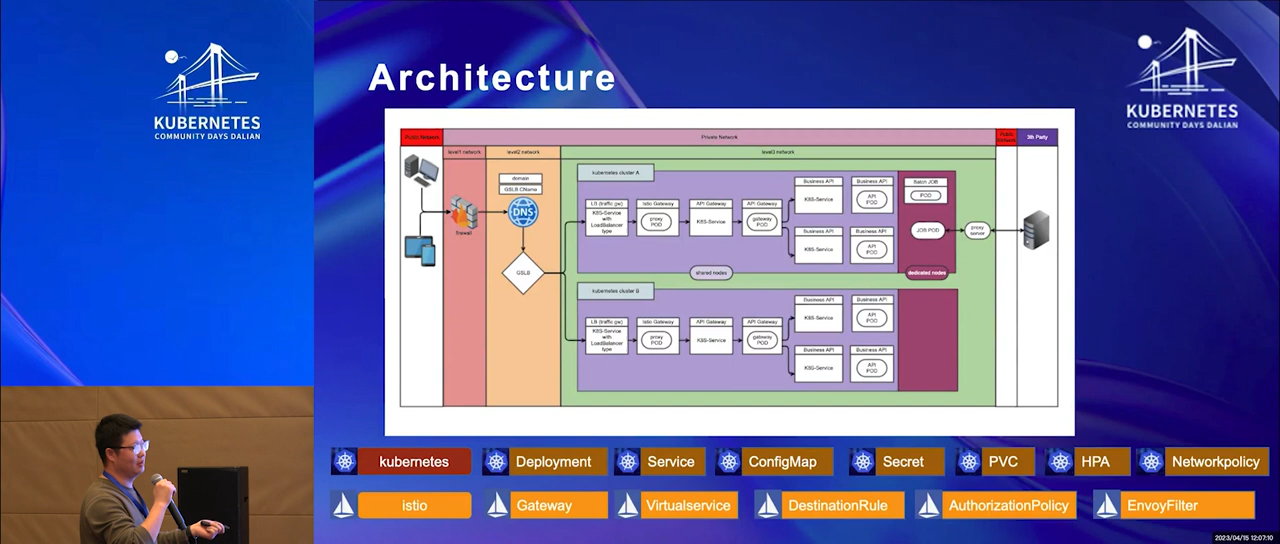 KUBERNETES
COMMUNITY DAYS DALIAN
Architecture
KUBERNETES
COMMUNITY DAYS DALIAN
Public Network
Private Network
Public Network
3th Party
level1 network
level2 network
level3 network
firewall
domain
GSLB CName
DNS
GSLB
kubernetes cluster A
LB (traffic gw)
K8S-Service
with
LoadBalancer
type
Istio Gateway
proxy
POD
API Gateway
K8S-Service
API Gateway
gateway
POD
Business API
K8S-Service
Business API
API
POD
Business API
K8S-Service
Business API
API
POD
Batch JOB
POD
JOB POD
proxy
server
shared nodes
dedicated nodes
kubernetes cluster B
LB (traffic gw)
K8S-Service
with
LoadBalancer
type
Istio Gateway
proxy
POD
API Gateway
K8S-Service
API Gateway
gateway
POD
Business API
K8S-Service
Business API
API
POD
Business API
K8S-Service
Business API
API
POD
kubernetes
Deployment
Service
ConfigMap
Secret
PVC
HPA
Networkpolicy
istio
Gateway
Virtualservice
DestinationRule
AuthorizationPolicy
EnvoyFilter
2023/04/15 12:07:10